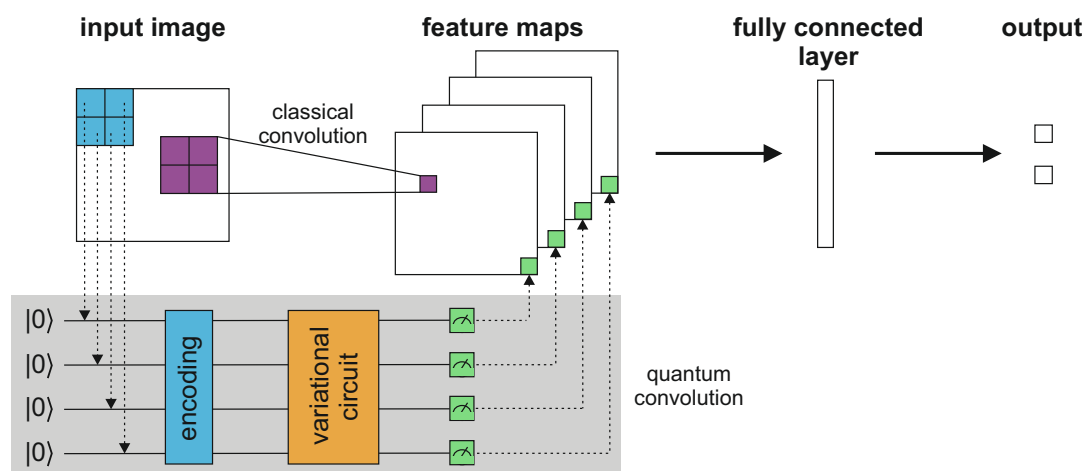 input image
feature maps
fully connected
layer
output
classical
convolution
|0⟩
|0⟩
|0⟩
|0⟩
encoding
variational
circuit
quantum
convolution